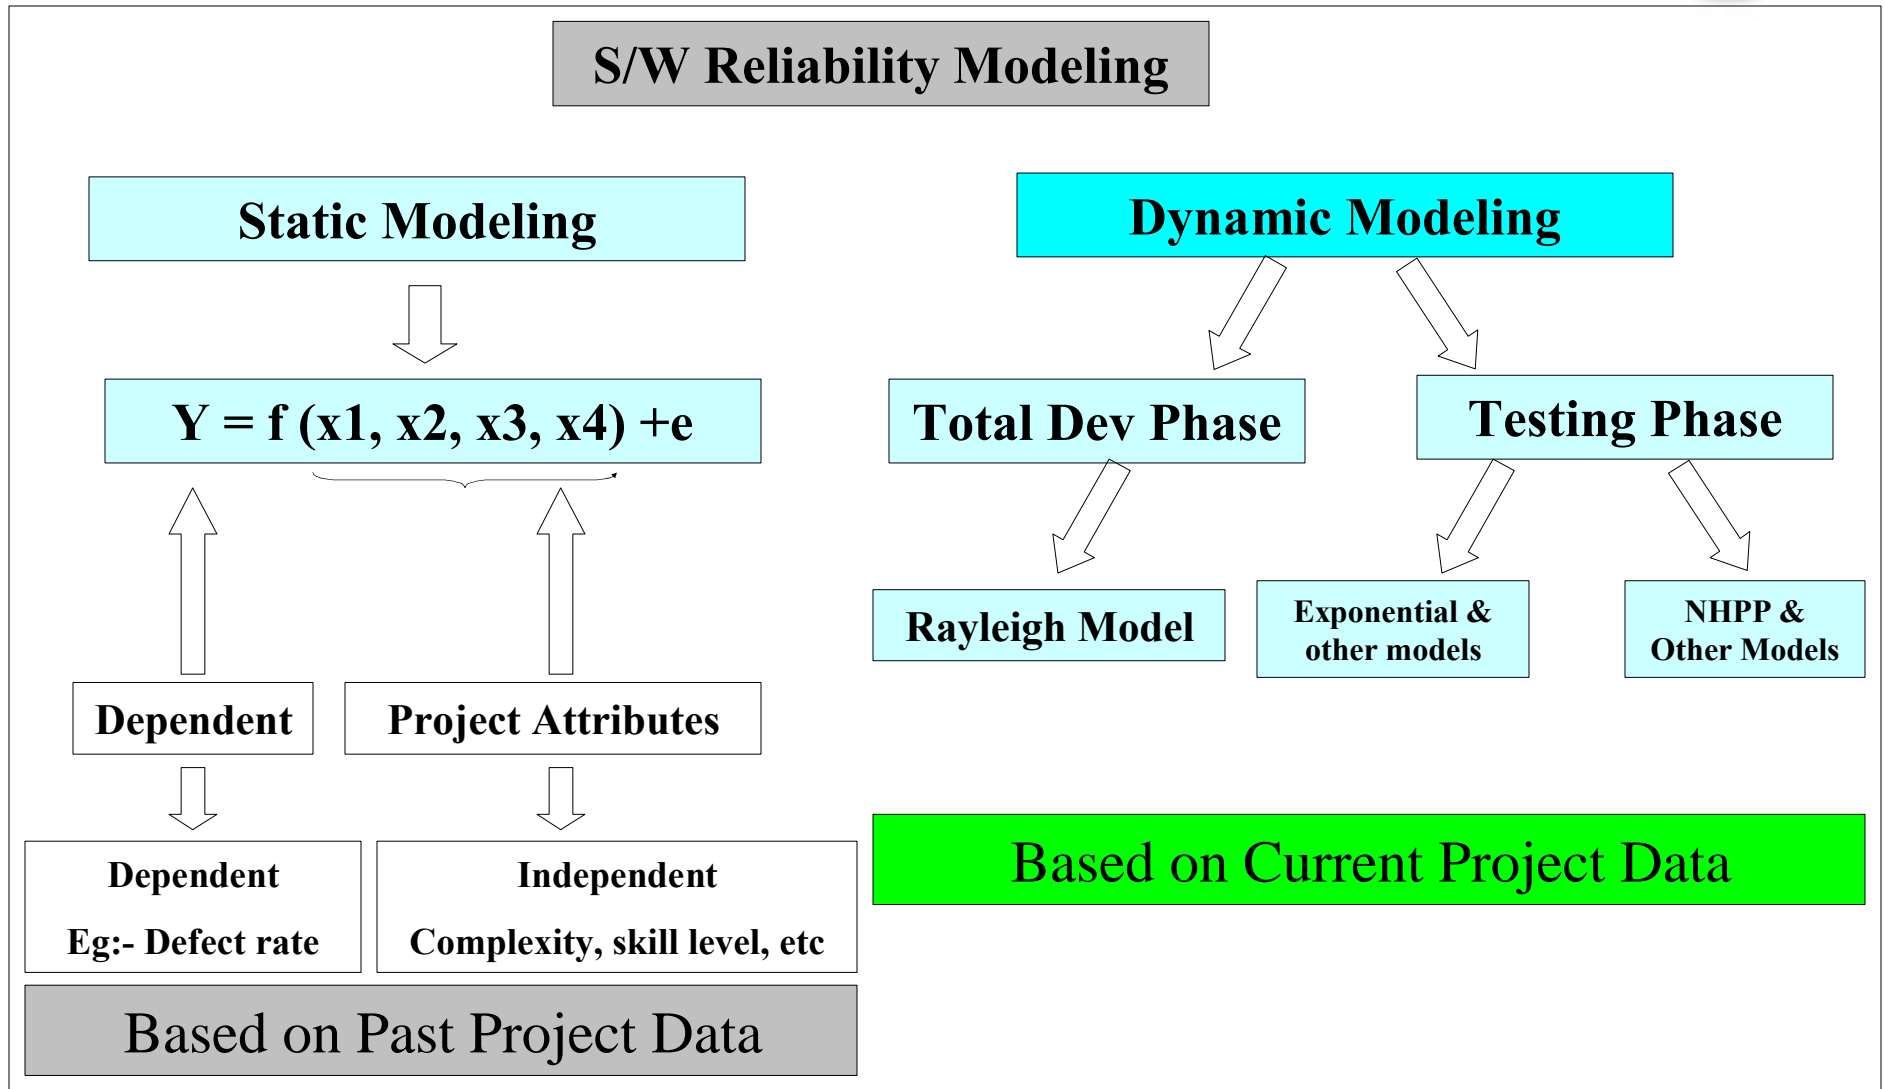 S/W Reliability Modeling
Static Modeling
Dynamic Modeling
Y = f (x1, x2, x3, x4) +e
Total Dev Phase
Testing Phase
Rayleigh Model
Exponential &
other models
NHPP &
Other Models
Dependent
Project Attributes
Dependent
Eg:- Defect rate
Independent
Complexity, skill level, etc
Based on Current Project Data
Based on Past Project Data